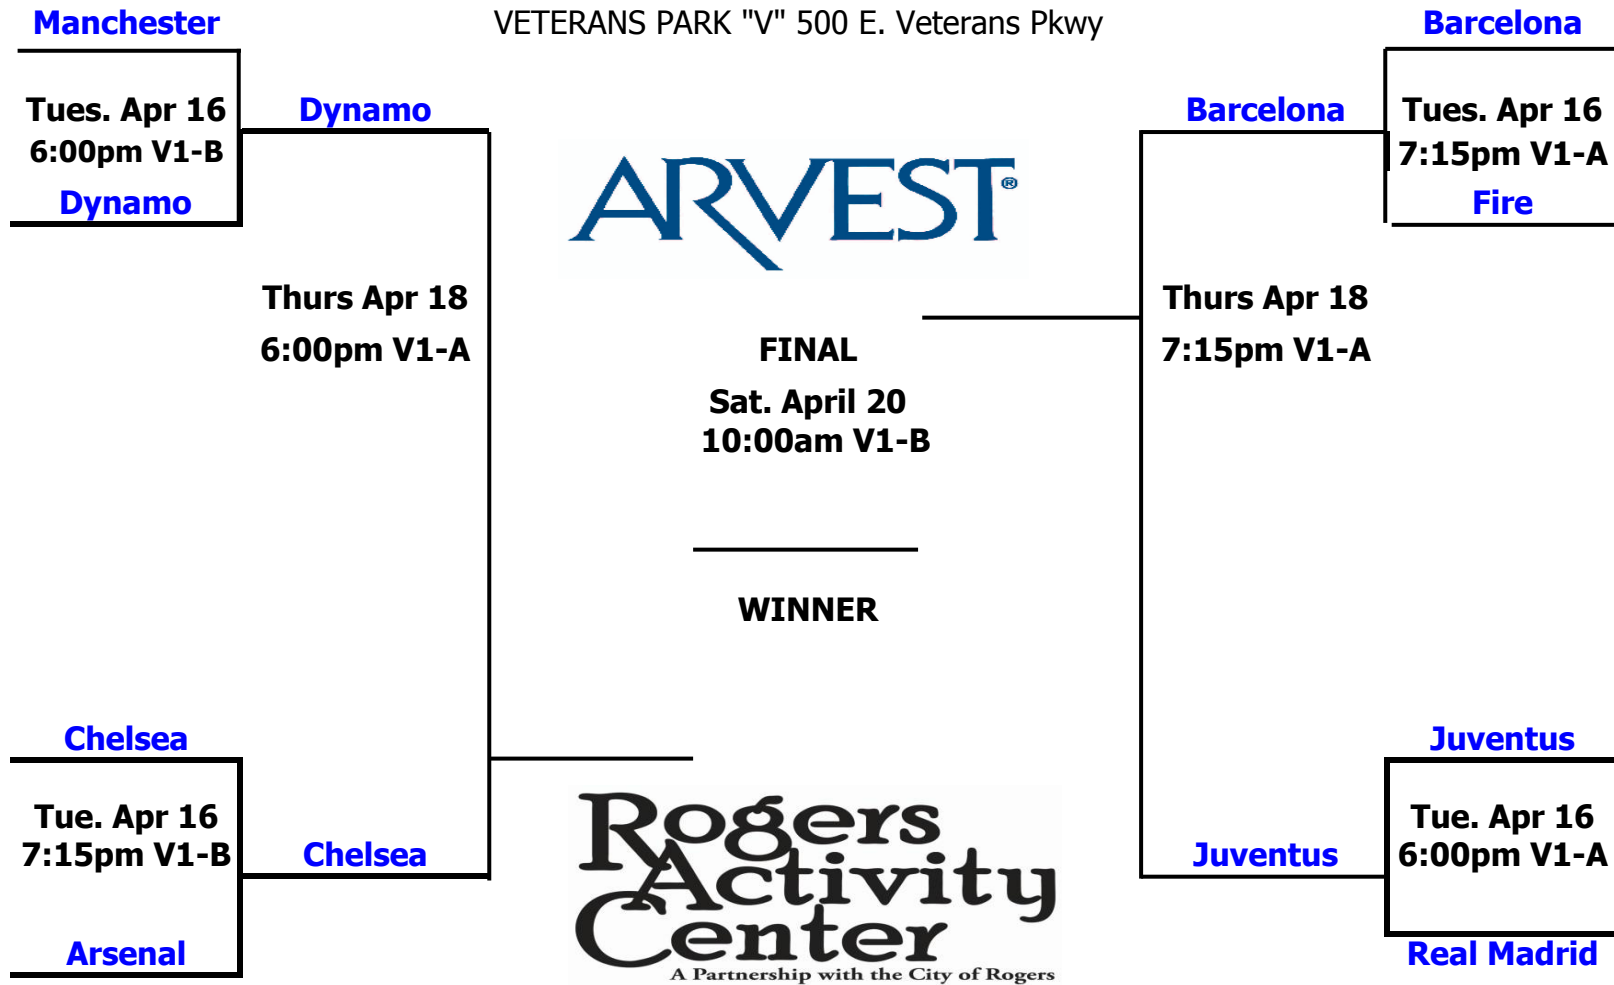 Manchester
VETERANS PARK "V" 500 E. Veterans Pkwy
Barcelona
Tues. Apr 16
6:00pm V1-B
Dynamo
Dynamo
Barcelona
Tues. Apr 16
7:15pm V1-A
Fire
ARVEST®
Thurs Apr 18
6:00pm V1-A
FINAL
Sat. April 20
10:00am V1-B
Thurs Apr 18
7:15pm V1-A
WINNER
Chelsea
Tue. Apr 16
7:15pm V1-B
Chelsea
Arsenal
Juventus
Juventus
Tue. Apr 16
6:00pm V1-A
Real Madrid
Rogers
Activity
Center
A Partnership with the City of Rogers